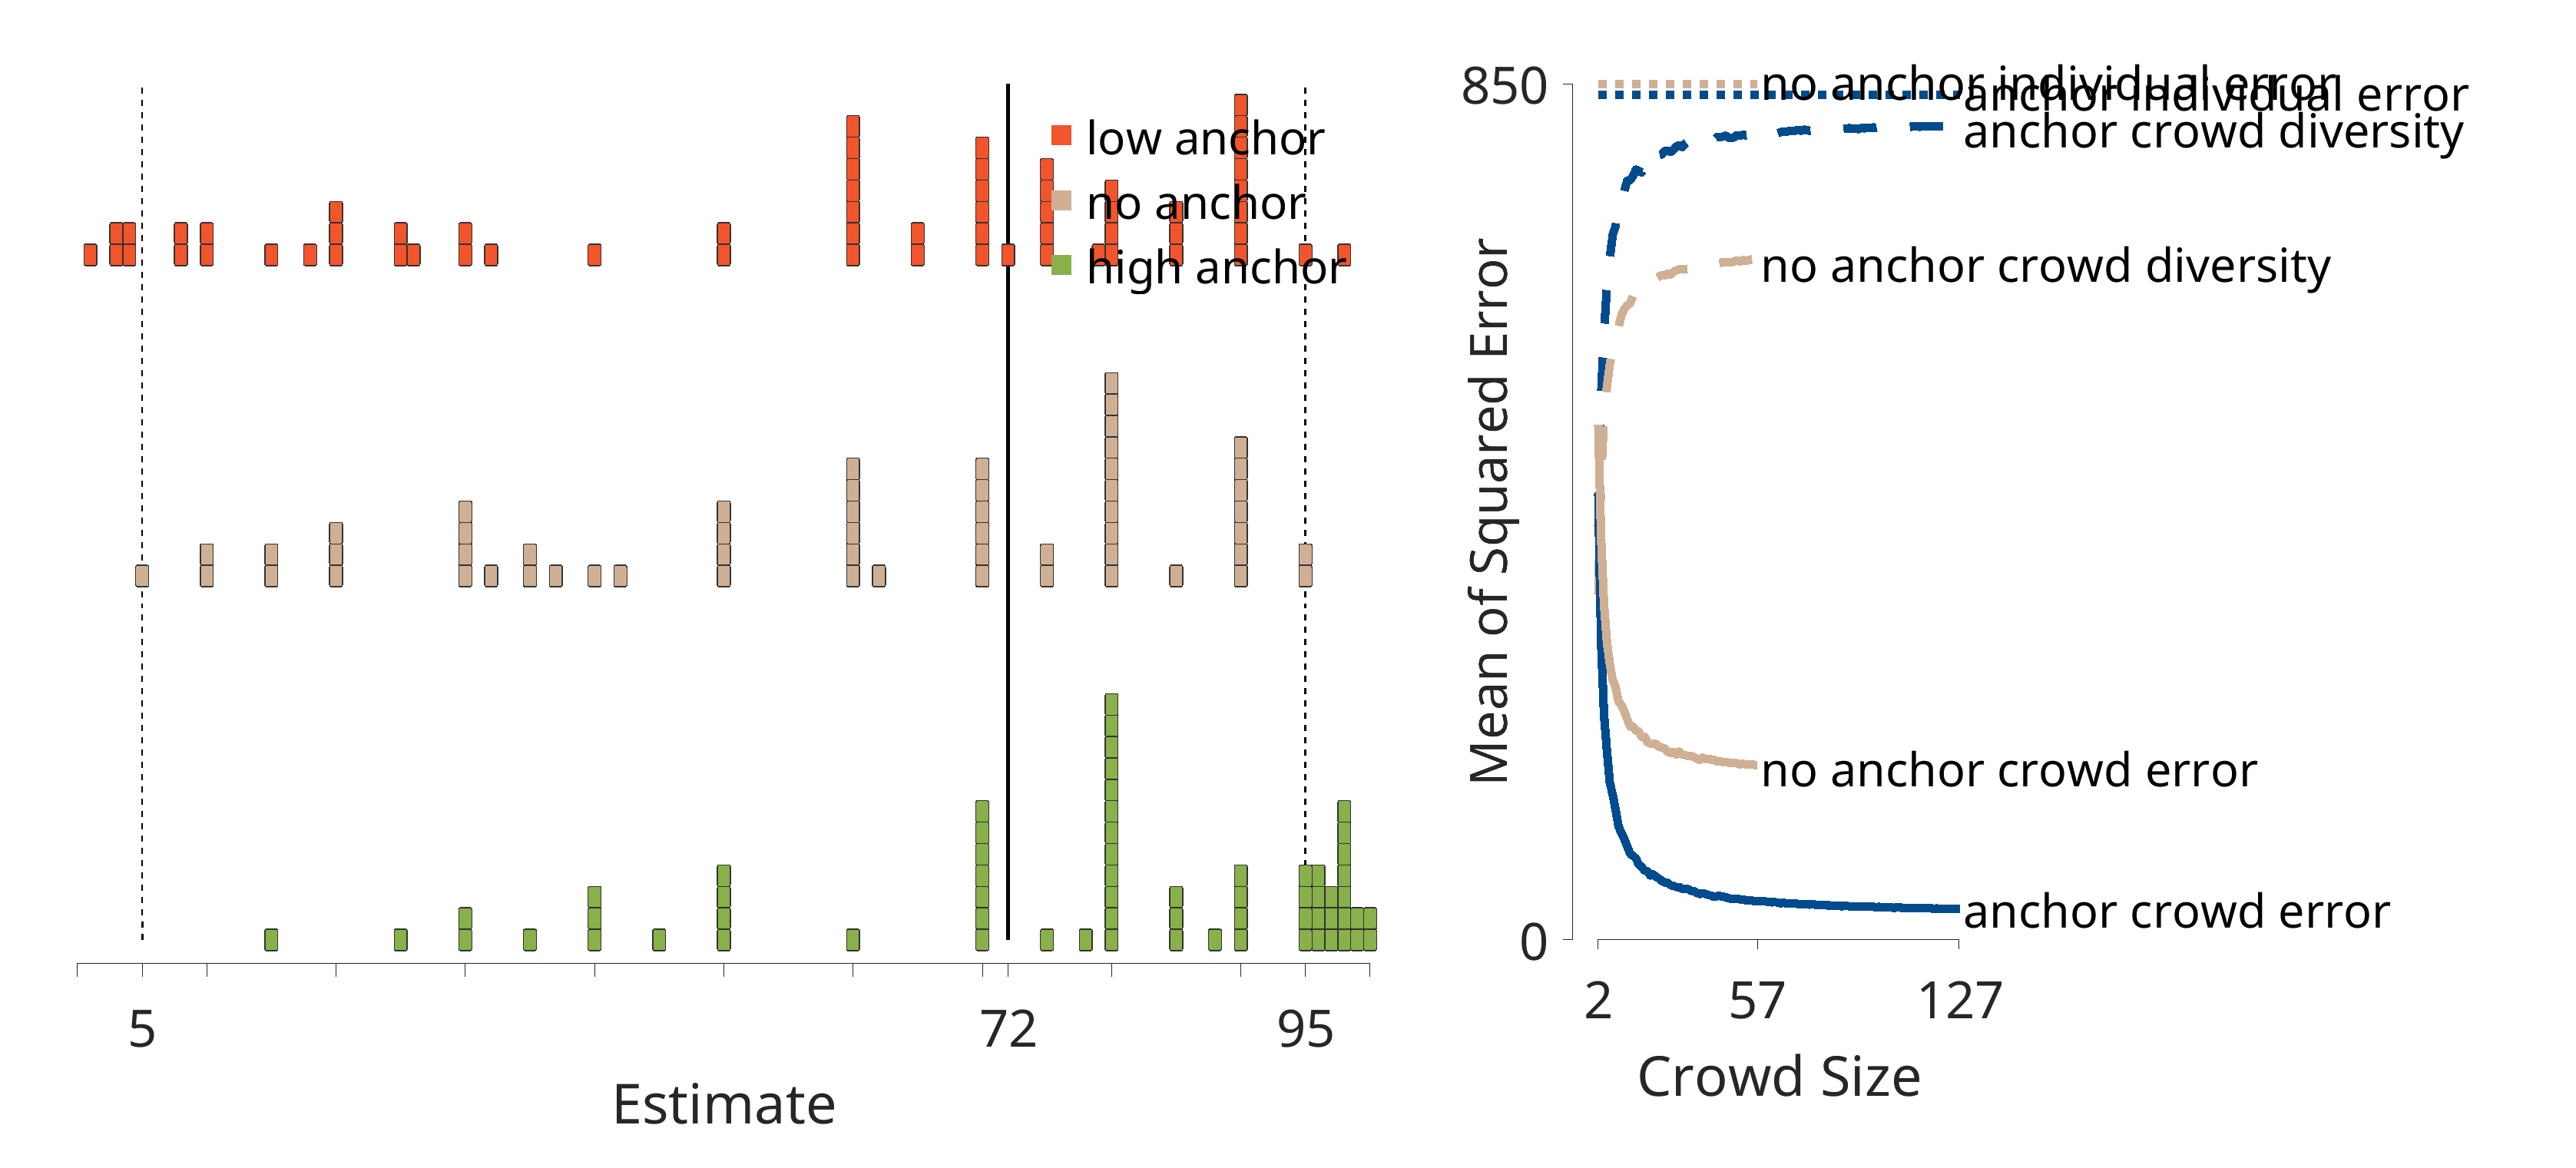 low anchor
no anchor
high anchor
5
72
95
Estimate
850
0
Mean of Squared Error
no anchor individual error
anchor individual error
anchor crowd diversity
no anchor crowd diversity
no anchor crowd error
anchor crowd error
2
57
127
Crowd Size